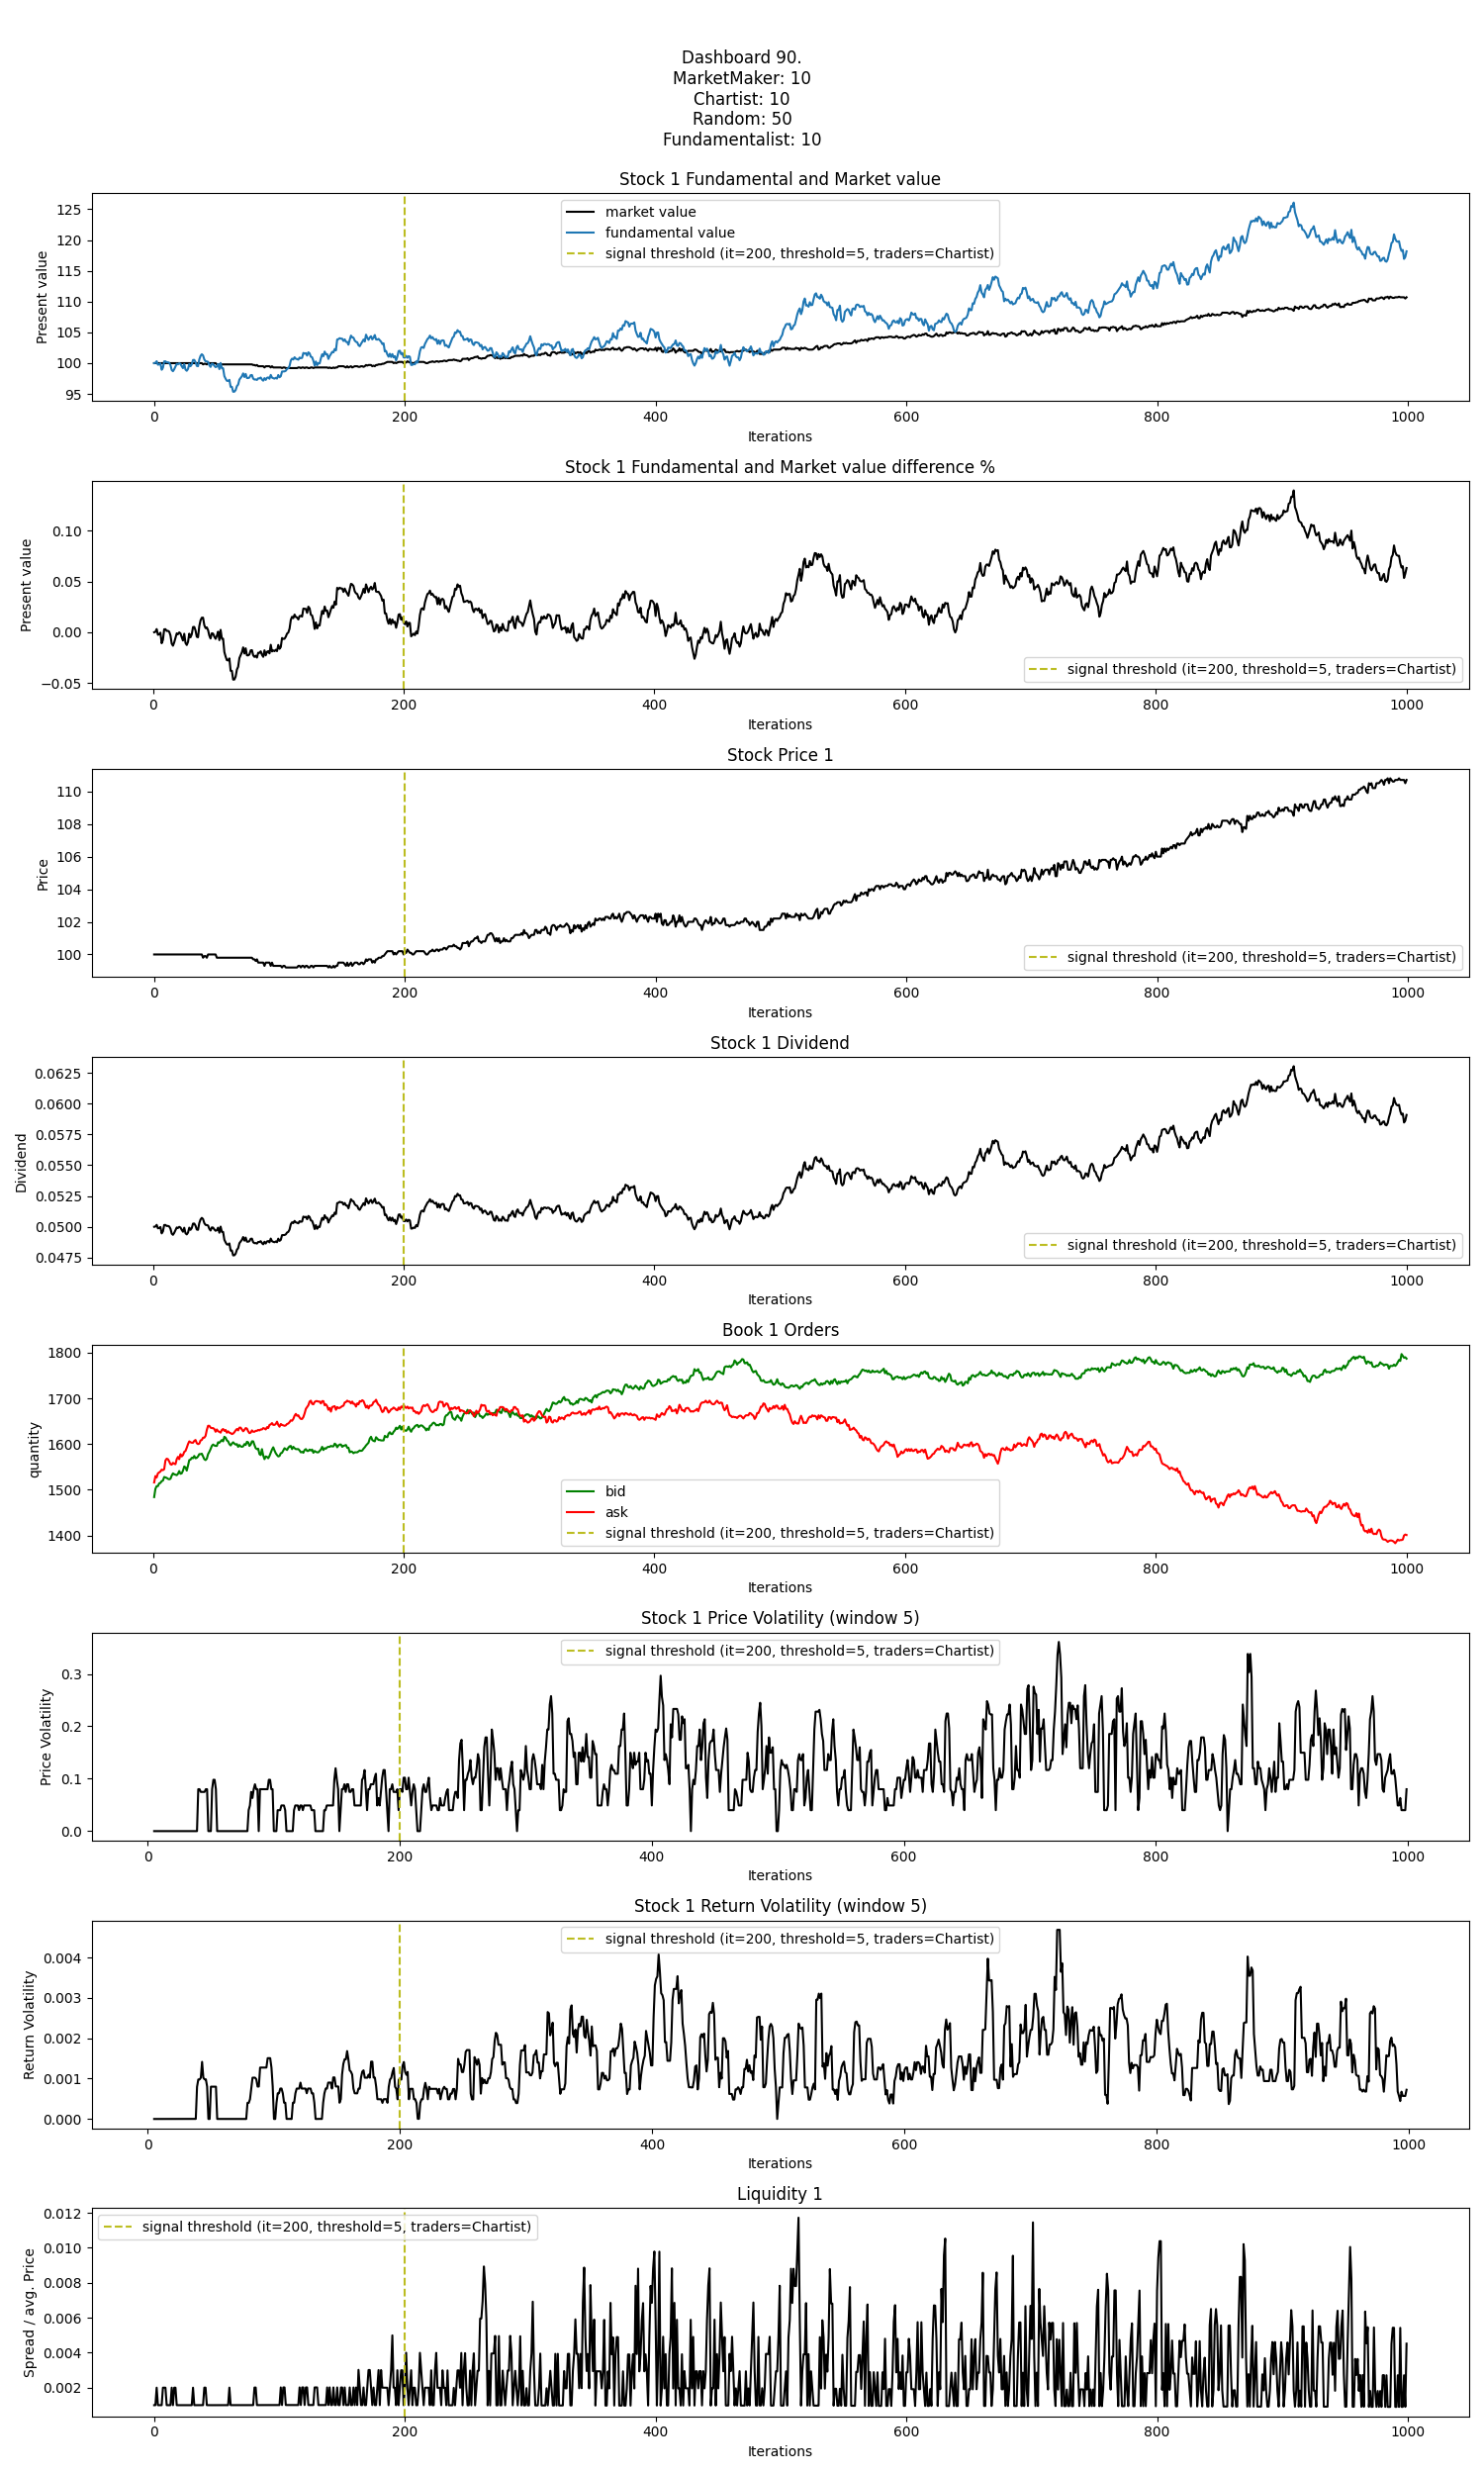 Dashboard 90.
MarketMaker: 10
Chartist: 10
Random: 50
Fundamentalist: 10
Stock 1 Fundamental and Market value
125
120
115
110
105
100
95
Present value
market value
fundamental value
signal threshold (it=200, threshold=5, traders=Chartist)
0 200 400 600 800 1000
Iterations
Stock 1 Fundamental and Market value difference %
0.10
0.05
0.00
−0.05
Present value
signal threshold (it=200, threshold=5, traders=Chartist)
0 200 400 600 800 1000
Iterations
Stock Price 1
110
108
106
104
102
100
Price
signal threshold (it=200, threshold=5, traders=Chartist)
0 200 400 600 800 1000
Iterations
Stock 1 Dividend
0.0625
0.0600
0.0575
0.0550
0.0525
0.0500
0.0475
Dividend
signal threshold (it=200, threshold=5, traders=Chartist)
0 200 400 600 800 1000
Iterations
Book 1 Orders
1800
1700
1600
1500
1400
quantity
bid
ask
signal threshold (it=200, threshold=5, traders=Chartist)
0 200 400 600 800 1000
Iterations
Stock 1 Price Volatility (window 5)
signal threshold (it=200, threshold=5, traders=Chartist)
0.3
0.2
0.1
0.0
Price Volatility
0 200 400 600 800 1000
Iterations
Stock 1 Return Volatility (window 5)
signal threshold (it=200, threshold=5, traders=Chartist)
0.004
0.003
0.002
0.001
0.000
Return Volatility
0 200 400 600 800 1000
Iterations
Liquidity 1
signal threshold (it=200, threshold=5, traders=Chartist)
0.012
0.010
0.008
0.006
0.004
0.002
Spread / avg. Price
0 200 400 600 800 1000
Iterations